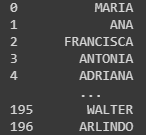 0 MARIA
1 ANA
2 FRANCISCA
3 ANTONIA
4 ADRIANA
...
195 WALTER
196 ARLINDO